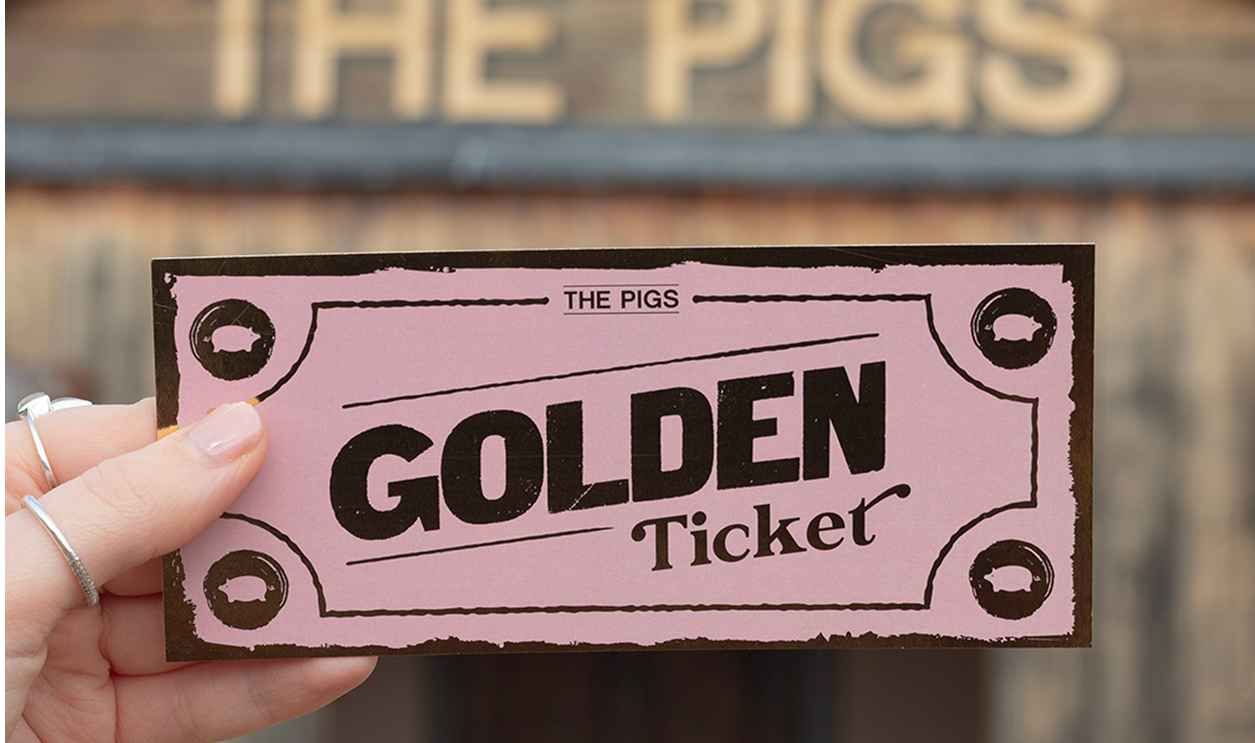 THE PIGS
THE PIGS
GOLDEN
Ticket